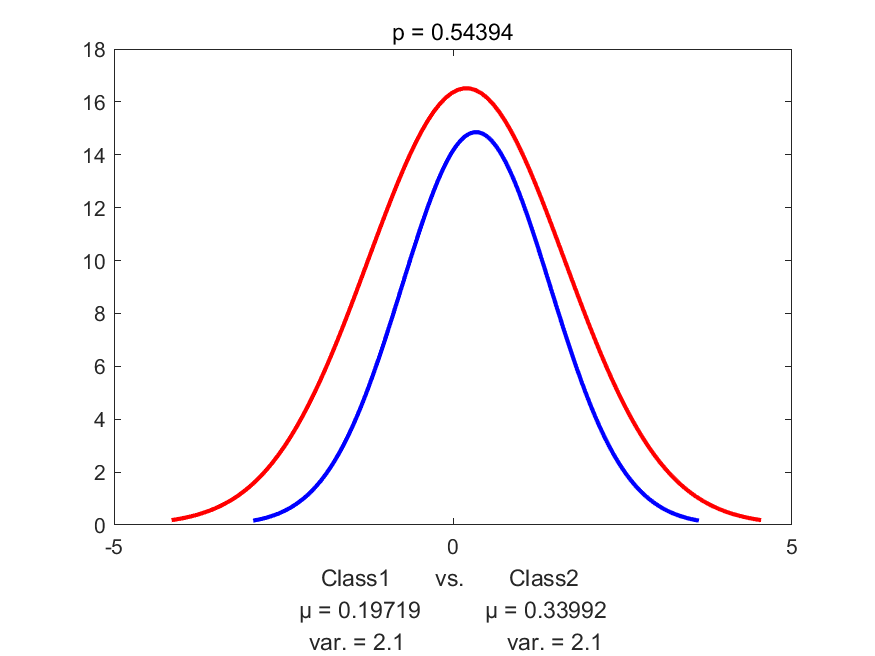 p = 0.54394
18
16
14
12
10
8
6
4
2
0
-5 0 5
Class1 vs. Class2
μ = 0.19719 μ = 0.33992
var. = 2.1 var. = 2.1